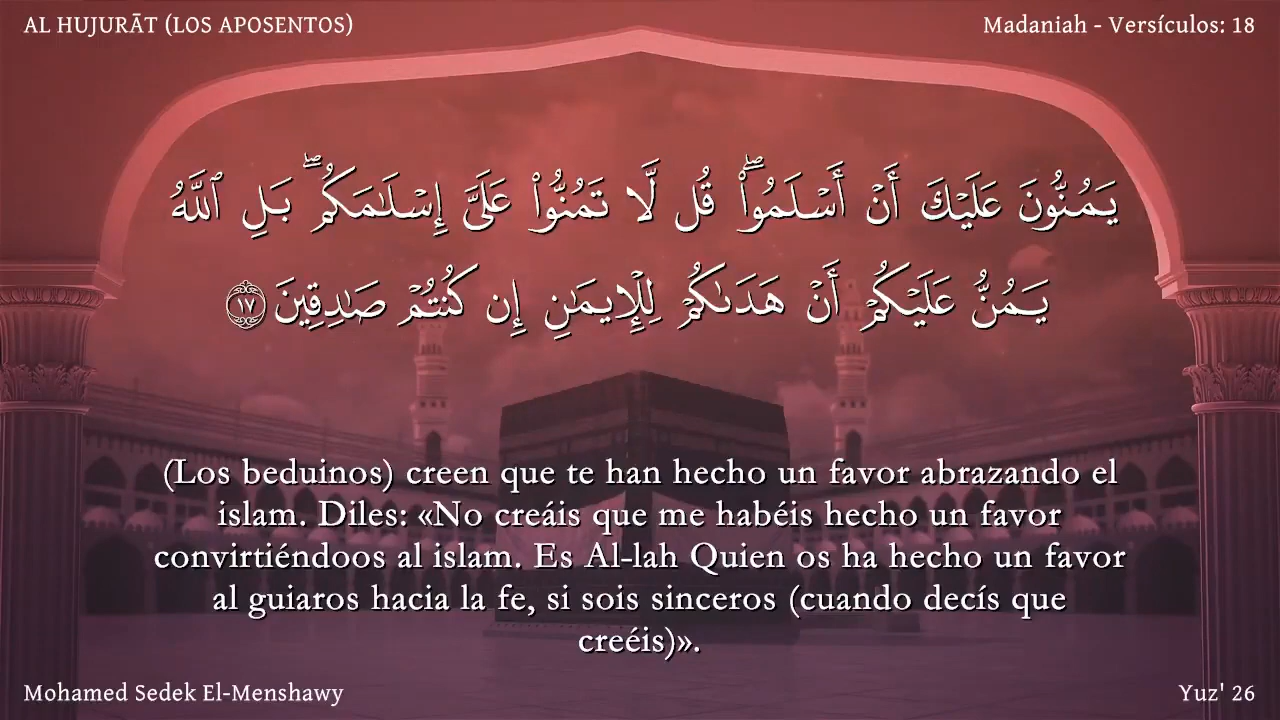 AL HUJURĀT (LOS APOSENTOS)
Madaniah - Versículos: 18
يَمُنُّونَ عَلَيْكَ أَنْ أَسْلَمُوا۟ ۖ قُل لَّا تَمُنُّوا۟ عَلَىَّ إِسْلَـٰمَكُم ۖ بَلِ ٱللَّهُ
يَمُنُّ عَلَيْكُمْ أَنْ هَدَىٰكُمْ لِلْإِيمَـٰنِ إِن كُنتُمْ صَـٰدِقِينَ ١٧
(Los beduinos) creen que te han hecho un favor abrazando el
islam. Diles: «No creáis que me habéis hecho un favor
convirtiéndoos al islam. Es Al-lah Quien os ha hecho un favor
al guiaros hacia la fe, si sois sinceros (cuando decís que
creéis)».
Mohamed Sedek El-Menshawy
Yuz' 26